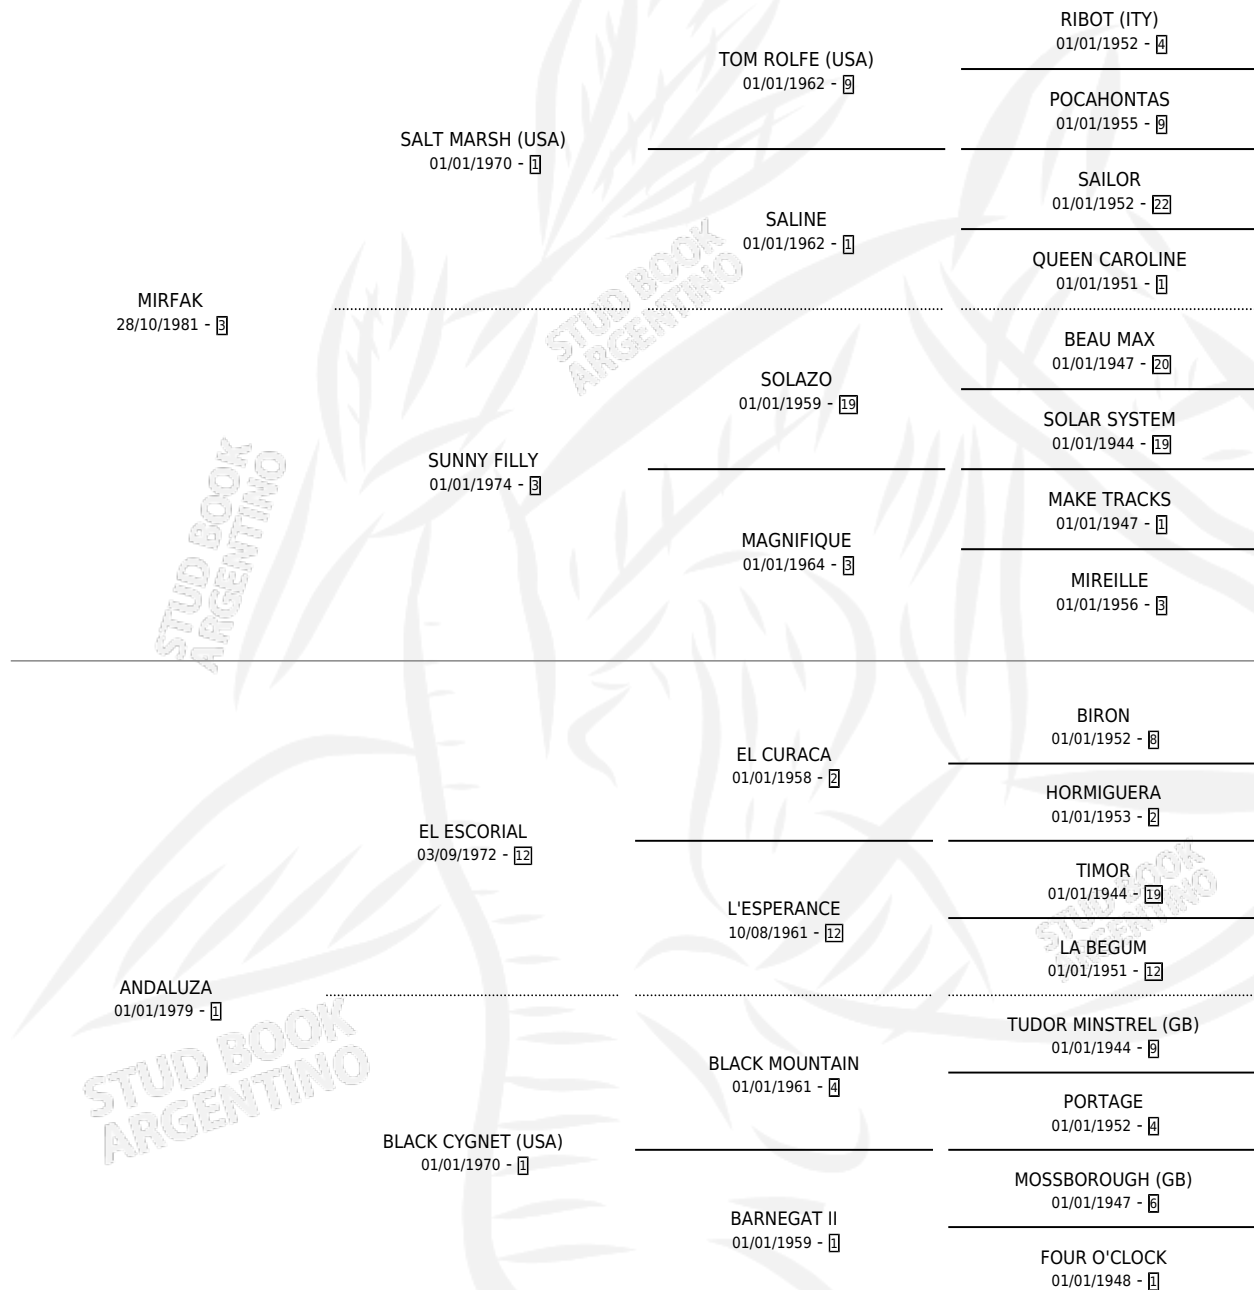 RIBOT (ITY)
01/01/1952 - 4
TOM ROLFE (USA)
01/01/1962 - 9
POCAHONTAS
01/01/1955 - 9
SALT MARSH (USA)
01/01/1970 - 1
SAILOR
01/01/1952 - 22
SALINE
01/01/1962 - 1
QUEEN CAROLINE
01/01/1951 - 1
MIRFAK
28/10/1981 - 3
BEAU MAX
01/01/1947 - 20
SOLAZO
01/01/1959 - 19
SOLAR SYSTEM
01/01/1944 - 19
SUNNY FILLY
01/01/1974 - 3
MAKE TRACKS
01/01/1947 - 1
MAGNIFIQUE
01/01/1964 - 3
MIREILLE
01/01/1956 - 3
BIRON
01/01/1952 - 8
EL CURACA
01/01/1958 - 2
HORMIGUERA
01/01/1953 - 2
EL ESCORIAL
03/09/1972 - 12
TIMOR
01/01/1944 - 19
L'ESPERANCE
10/08/1961 - 12
LA BEGUM
01/01/1951 - 12
ANDALUZA
01/01/1979 - 1
TUDOR MINSTREL (GB)
01/01/1944 - 9
BLACK MOUNTAIN
01/01/1961 - 4
PORTAGE
01/01/1952 - 4
BLACK CYGNET (USA)
01/01/1970 - 1
MOSSBOROUGH (GB)
01/01/1947 - 6
BARNEGAT II
01/01/1959 - 1
FOUR O'CLOCK
01/01/1948 - 1
STUD BOOK
ARGENTINO
STUD BOOK
ARGENTINO
STUD BOOK
ARGENTINO
STUD BOOK
ARGENTINO